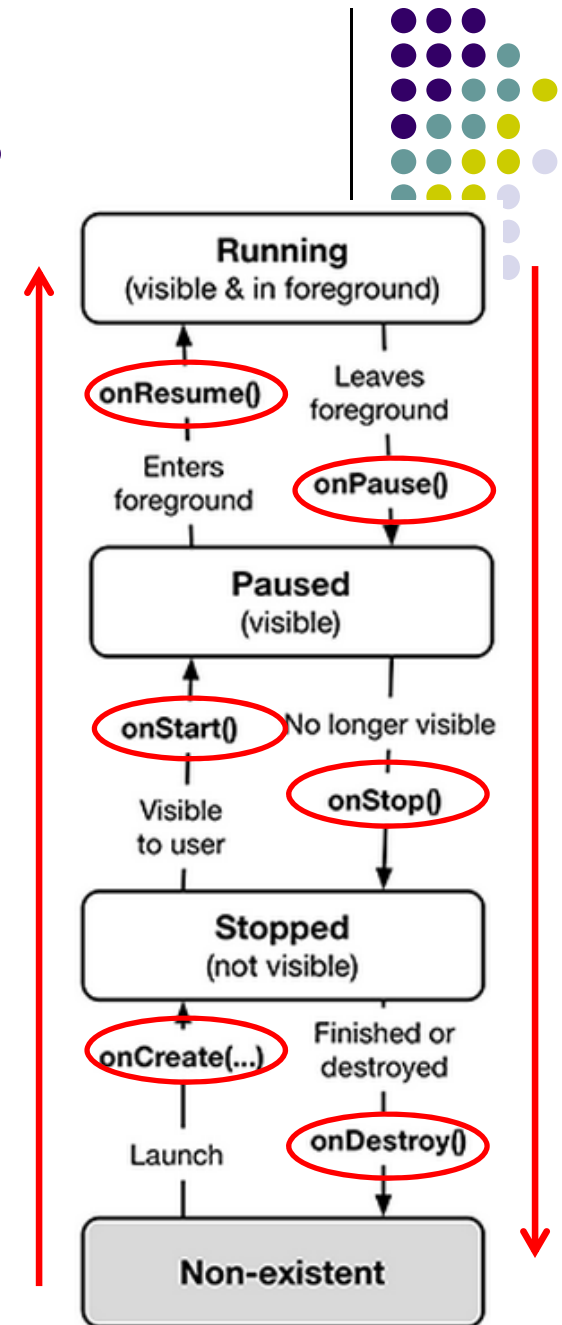 Running
(visible & in foreground)
onResume()
Leaves
foreground
Enters
foreground
onPause()
Paused
(visible)
onStart()
No longer visible
Visible
to user
onStop()
Stopped
(not visible)
onCreate(...)
Finished or
destroyed
Launch
onDestroy()
Non-existent